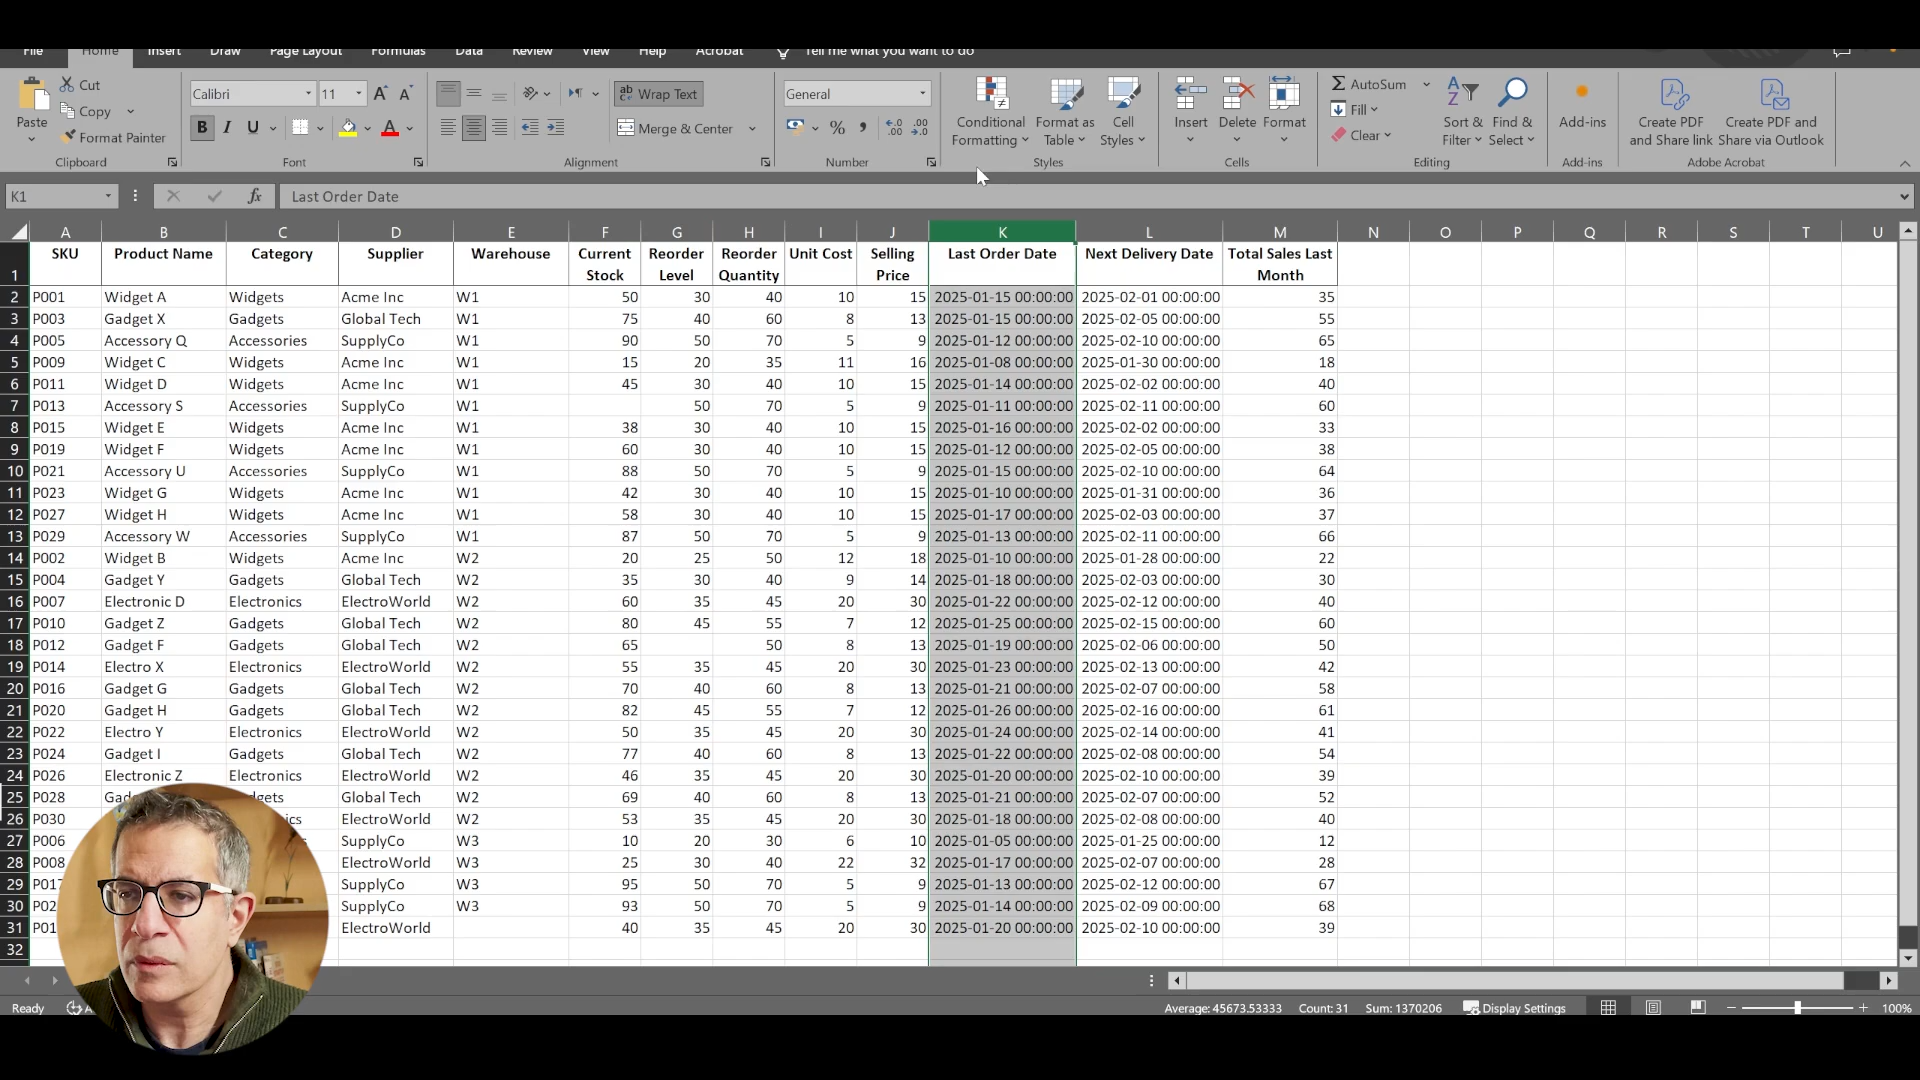 File Home Insert Draw Page Layout Formulas Data Review View Help Acrobat Tell me what you want to do
Paste Cut Copy Format Painter Clipboard
Calibri 11 B I U Font
Wrap Text Merge & Center Alignment
General % Number
Conditional Formatting Format as Table Cell Styles Styles
Insert Delete Format Cells
AutoSum Fill Clear Sort & Filter Find & Select Editing
Add-ins Add-ins
Create PDF and Share link Create PDF and Share via Outlook Adobe Acrobat
K1 fx Last Order Date
A B C D E F G H I J K L M N O P Q R S T U
1 SKU Product Name Category Supplier Warehouse Current Stock Reorder Level Reorder Quantity Unit Cost Selling Price Last Order Date Next Delivery Date Total Sales Last Month
2 P001 Widget A Widgets Acme Inc W1 50 30 40 10 15 2025-01-15 00:00:00 2025-02-01 00:00:00 35
3 P003 Gadget X Gadgets Global Tech W1 75 40 60 8 13 2025-01-15 00:00:00 2025-02-05 00:00:00 55
4 P005 Accessory Q Accessories SupplyCo W1 90 50 70 5 9 2025-01-12 00:00:00 2025-02-10 00:00:00 65
5 P009 Widget C Widgets Acme Inc W1 15 20 35 11 16 2025-01-08 00:00:00 2025-01-30 00:00:00 18
6 P011 Widget D Widgets Acme Inc W1 45 30 40 10 15 2025-01-14 00:00:00 2025-02-02 00:00:00 40
7 P013 Accessory S Accessories SupplyCo W1 50 70 5 9 2025-01-11 00:00:00 2025-02-11 00:00:00 60
8 P015 Widget E Widgets Acme Inc W1 38 30 40 10 15 2025-01-16 00:00:00 2025-02-02 00:00:00 33
9 P019 Widget F Widgets Acme Inc W1 60 30 40 10 15 2025-01-12 00:00:00 2025-02-05 00:00:00 38
10 P021 Accessory U Accessories SupplyCo W1 88 50 70 5 9 2025-01-15 00:00:00 2025-02-10 00:00:00 64
11 P023 Widget G Widgets Acme Inc W1 42 30 40 10 15 2025-01-10 00:00:00 2025-01-31 00:00:00 36
12 P027 Widget H Widgets Acme Inc W1 58 30 40 10 15 2025-01-17 00:00:00 2025-02-03 00:00:00 37
13 P029 Accessory W Accessories SupplyCo W1 87 50 70 5 9 2025-01-13 00:00:00 2025-02-11 00:00:00 66
14 P002 Widget B Widgets Acme Inc W2 20 25 50 12 18 2025-01-10 00:00:00 2025-01-28 00:00:00 22
15 P004 Gadget Y Gadgets Global Tech W2 35 30 40 9 14 2025-01-18 00:00:00 2025-02-03 00:00:00 30
16 P007 Electronic D Electronics ElectroWorld W2 60 35 45 20 30 2025-01-22 00:00:00 2025-02-12 00:00:00 40
17 P010 Gadget Z Gadgets Global Tech W2 80 45 55 7 12 2025-01-25 00:00:00 2025-02-15 00:00:00 60
18 P012 Gadget F Gadgets Global Tech W2 65 50 8 13 2025-01-19 00:00:00 2025-02-06 00:00:00 50
19 P014 Electro X Electronics ElectroWorld W2 55 35 45 20 30 2025-01-23 00:00:00 2025-02-13 00:00:00 42
20 P016 Gadget G Gadgets Global Tech W2 70 40 60 8 13 2025-01-21 00:00:00 2025-02-07 00:00:00 58
21 P020 Gadget H Gadgets Global Tech W2 82 45 55 7 12 2025-01-26 00:00:00 2025-02-16 00:00:00 61
22 P022 Electro Y Electronics ElectroWorld W2 50 35 45 20 30 2025-01-24 00:00:00 2025-02-14 00:00:00 41
23 P024 Gadget I Gadgets Global Tech W2 77 40 60 8 13 2025-01-22 00:00:00 2025-02-08 00:00:00 54
24 P026 Electronic Z Electronics ElectroWorld W2 46 35 45 20 30 2025-01-20 00:00:00 2025-02-10 00:00:00 39
25 P028 Global Tech W2 69 40 60 8 13 2025-01-21 00:00:00 2025-02-07 00:00:00 52
26 P030 ElectroWorld W2 53 35 45 20 30 2025-01-18 00:00:00 2025-02-08 00:00:00 40
27 P006 SupplyCo W3 10 20 30 6 10 2025-01-05 00:00:00 2025-01-25 00:00:00 12
28 P008 ElectroWorld W3 25 30 40 22 32 2025-01-17 00:00:00 2025-02-07 00:00:00 28
29 P017 SupplyCo W3 95 50 70 5 9 2025-01-13 00:00:00 2025-02-12 00:00:00 67
30 P02 SupplyCo W3 93 50 70 5 9 2025-01-14 00:00:00 2025-02-09 00:00:00 68
31 P01 ElectroWorld 40 35 45 20 30 2025-01-20 00:00:00 2025-02-10 00:00:00 39
32
Ready Average: 45673.53333 Count: 31 Sum: 1370206 Display Settings 100%